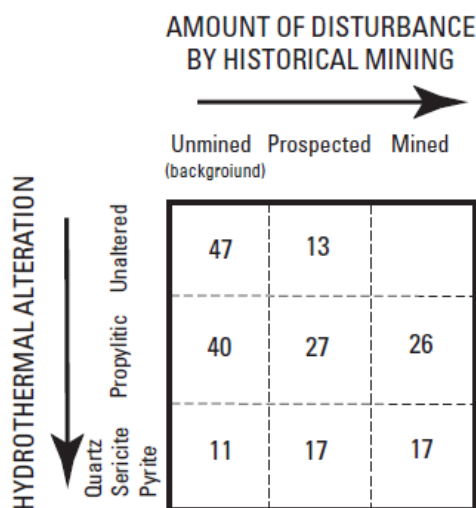 AMOUNT OF DISTURBANCE
BY HISTORICAL MINING
Unmined Prospected Mined
(backgroiund)
HYDROTHERMAL ALTERATION
Unaltered
47 13
Propylitic
40 27 26
Quartz
Sericite
Pyrite
11 17 17